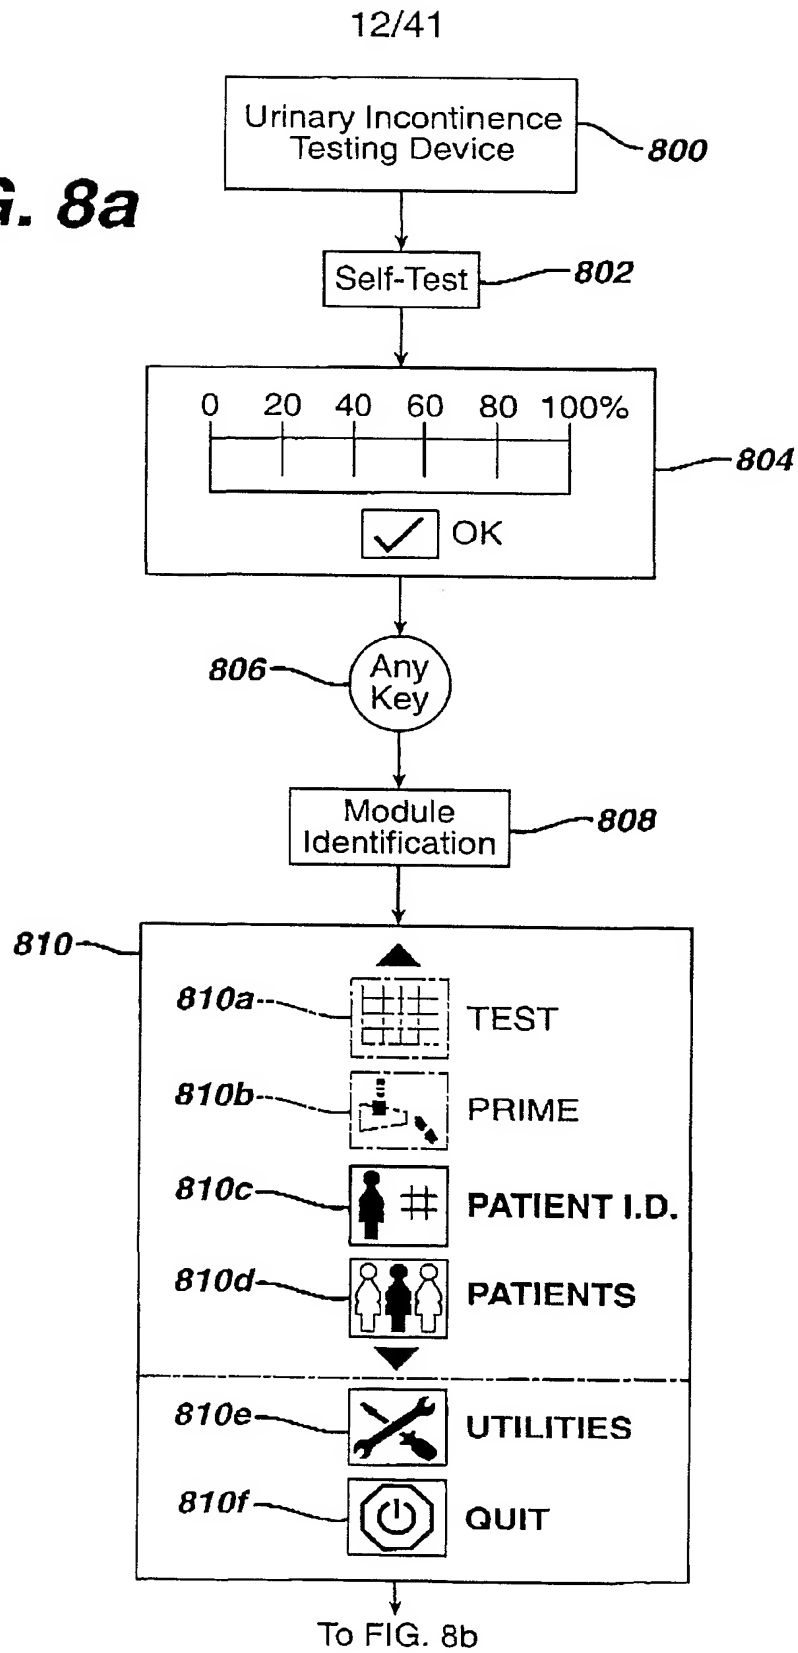 12/41
Urinary Incontinence
Testing Device
800
G. 8a
Self-Test
802
0 20 40 60 80 100%
804
OK
806
Any
Key
Module
Identification
808
810
810a
TEST
810b
PRIME
810c
PATIENT I.D.
810d
PATIENTS
810e
UTILITIES
810f
QUIT
To FIG. 8b